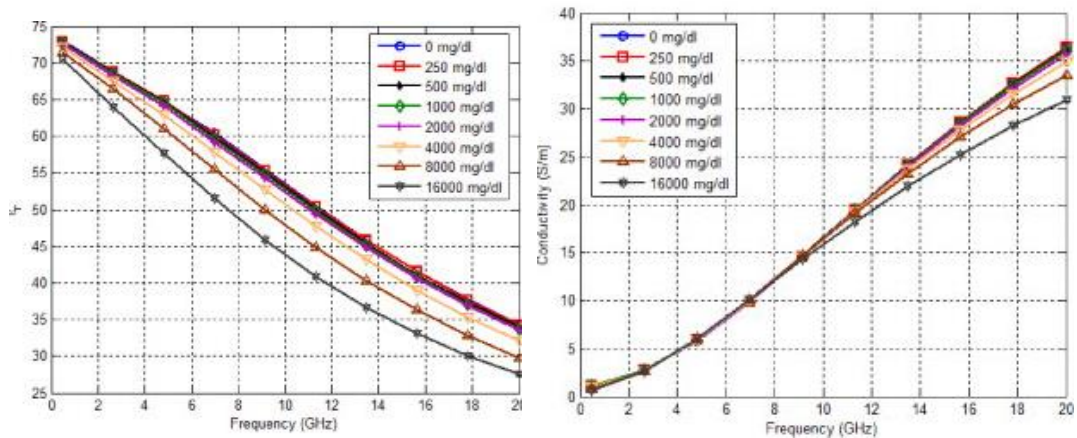 75
70
65
60
55
50
45
40
35
30
25
εr
0 2 4 6 8 10 12 14 16 18 20
Frequency (GHz)
0 mg/dl
250 mg/dl
500 mg/dl
1000 mg/dl
2000 mg/dl
4000 mg/dl
8000 mg/dl
16000 mg/dl
40
35
30
25
20
15
10
5
0
Conductivity [S/m]
0 2 4 6 8 10 12 14 16 18 20
Frequency (GHz)
0 mg/dl
250 mg/dl
500 mg/dl
1000 mg/dl
2000 mg/dl
4000 mg/dl
8000 mg/dl
16000 mg/dl